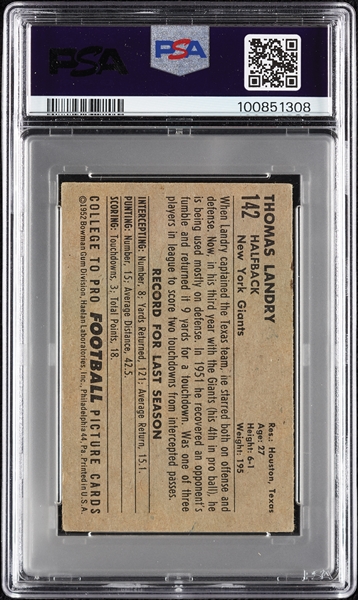 PSA
PSA
100851308
THOMAS LANDRY
142
HALFBACK
New York Giants
Res.: Houston, Texas
Age: 27
Height: 6-1
Weight: 195
When Landry captained the Texas team, he starred both on offense and
defense. Now, in his third year with the Giants (his 4th in pro ball), he
is being used mostly on defense. In 1951 he recovered an opponent's
fumble and returned it 9 yards for a touchdown. Was one of three
players in league to score two touchdowns from intercepted passes.
RECORD FOR LAST SEASON
INTERCEPTING: Number, 8; Yards Returned, 121; Average Return, 15.1.
PUNTING: Number, 15; Average Distance, 42.5.
SCORING: Touchdowns, 3; Total Points, 18.
COLLEGE TO PRO FOOTBALL PICTURE CARDS
©1952 Bowman Gum Division, Haelan Laboratories, Inc., Philadelphia 44, Pa. Printed in U.S.A.